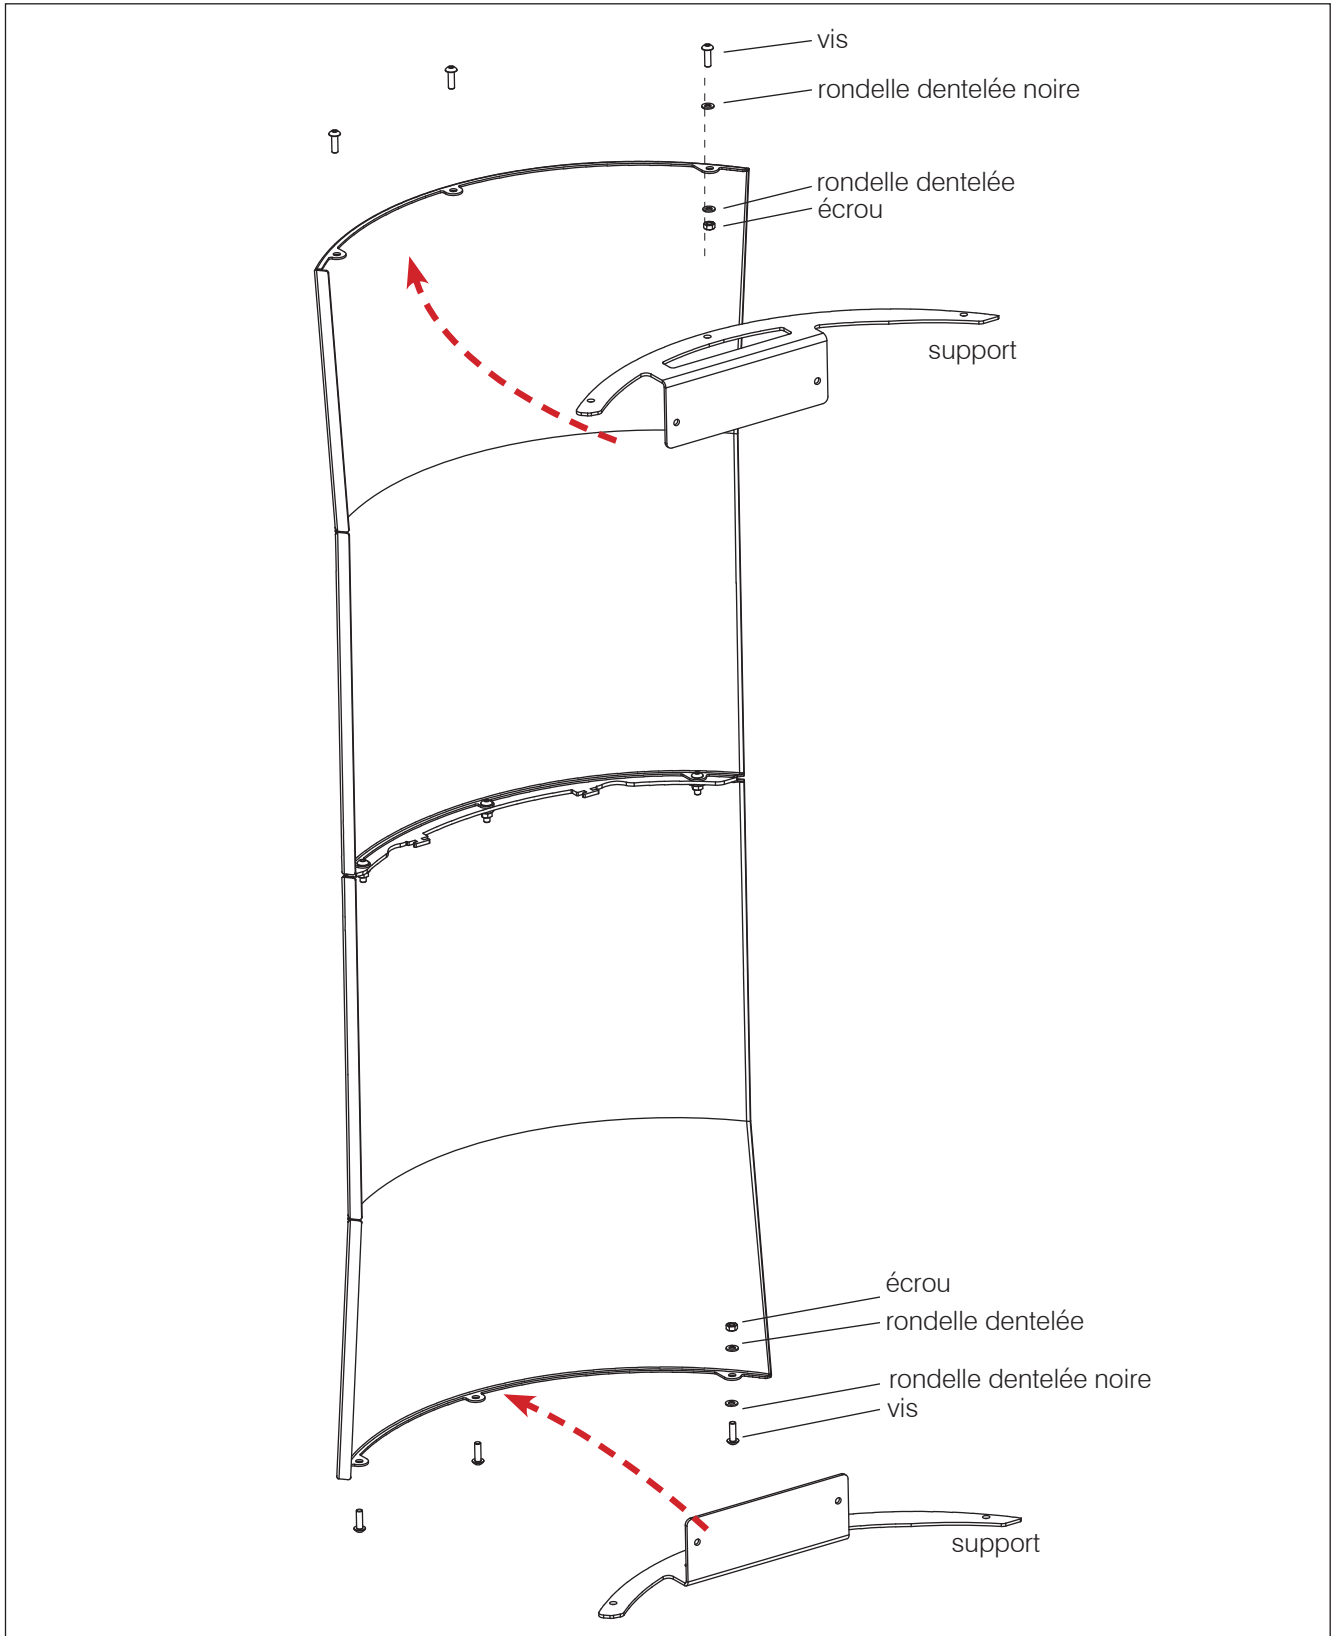 vis
rondelle dentelée noire
rondelle dentelée
écrou
support
écrou
rondelle dentelée
rondelle dentelée noire
vis
support